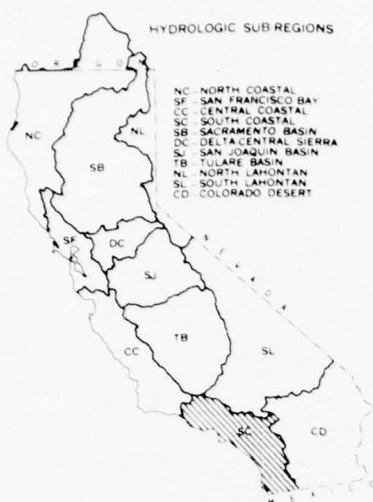 HYDROLOGIC SUB-REGIONS
OREGON
NC - NORTH COASTAL
SF - SAN FRANCISCO BAY
CC - CENTRAL COASTAL
SC - SOUTH COASTAL
SB - SACRAMENTO BASIN
DC - DELTA CENTRAL SIERRA
SJ - SAN JOAQUIN BASIN
TB - TULARE BASIN
NL - NORTH LAHONTAN
SL - SOUTH LAHONTAN
CD - COLORADO DESERT
NC
NL
SB
SF
DC
NEVADA
SJ
CC
TB
SL
SC
CD